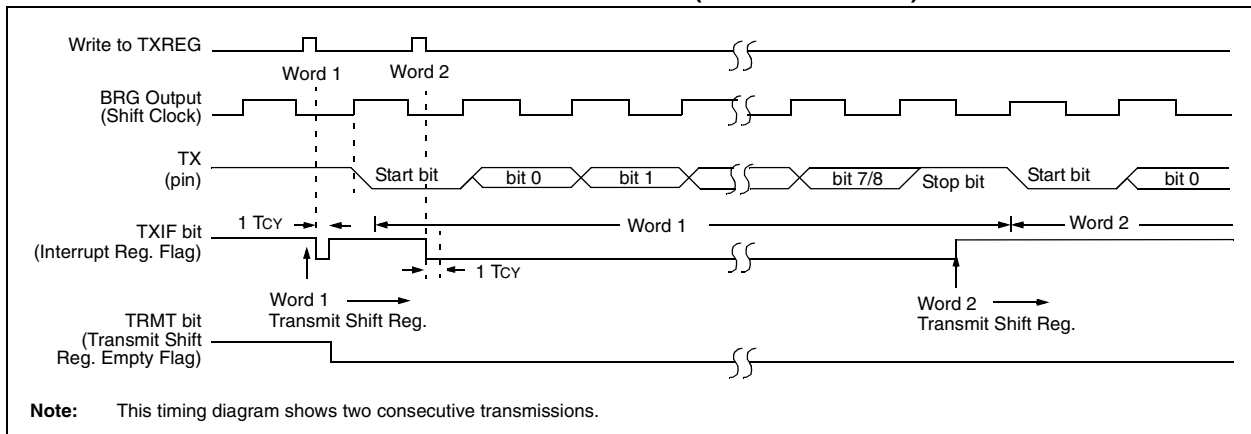 Write to TXREG
Word 1
Word 2
BRG Output
(Shift Clock)
TX
(pin)
Start bit
bit 0
bit 1
bit 7/8
Stop bit
Start bit
bit 0
1 TCY
TXIF bit
(Interrupt Reg. Flag)
Word 1
Word 2
1 TCY
Word 1
Transmit Shift Reg.
Word 2
Transmit Shift Reg.
TRMT bit
(Transmit Shift
Reg. Empty Flag)
Note: This timing diagram shows two consecutive transmissions.